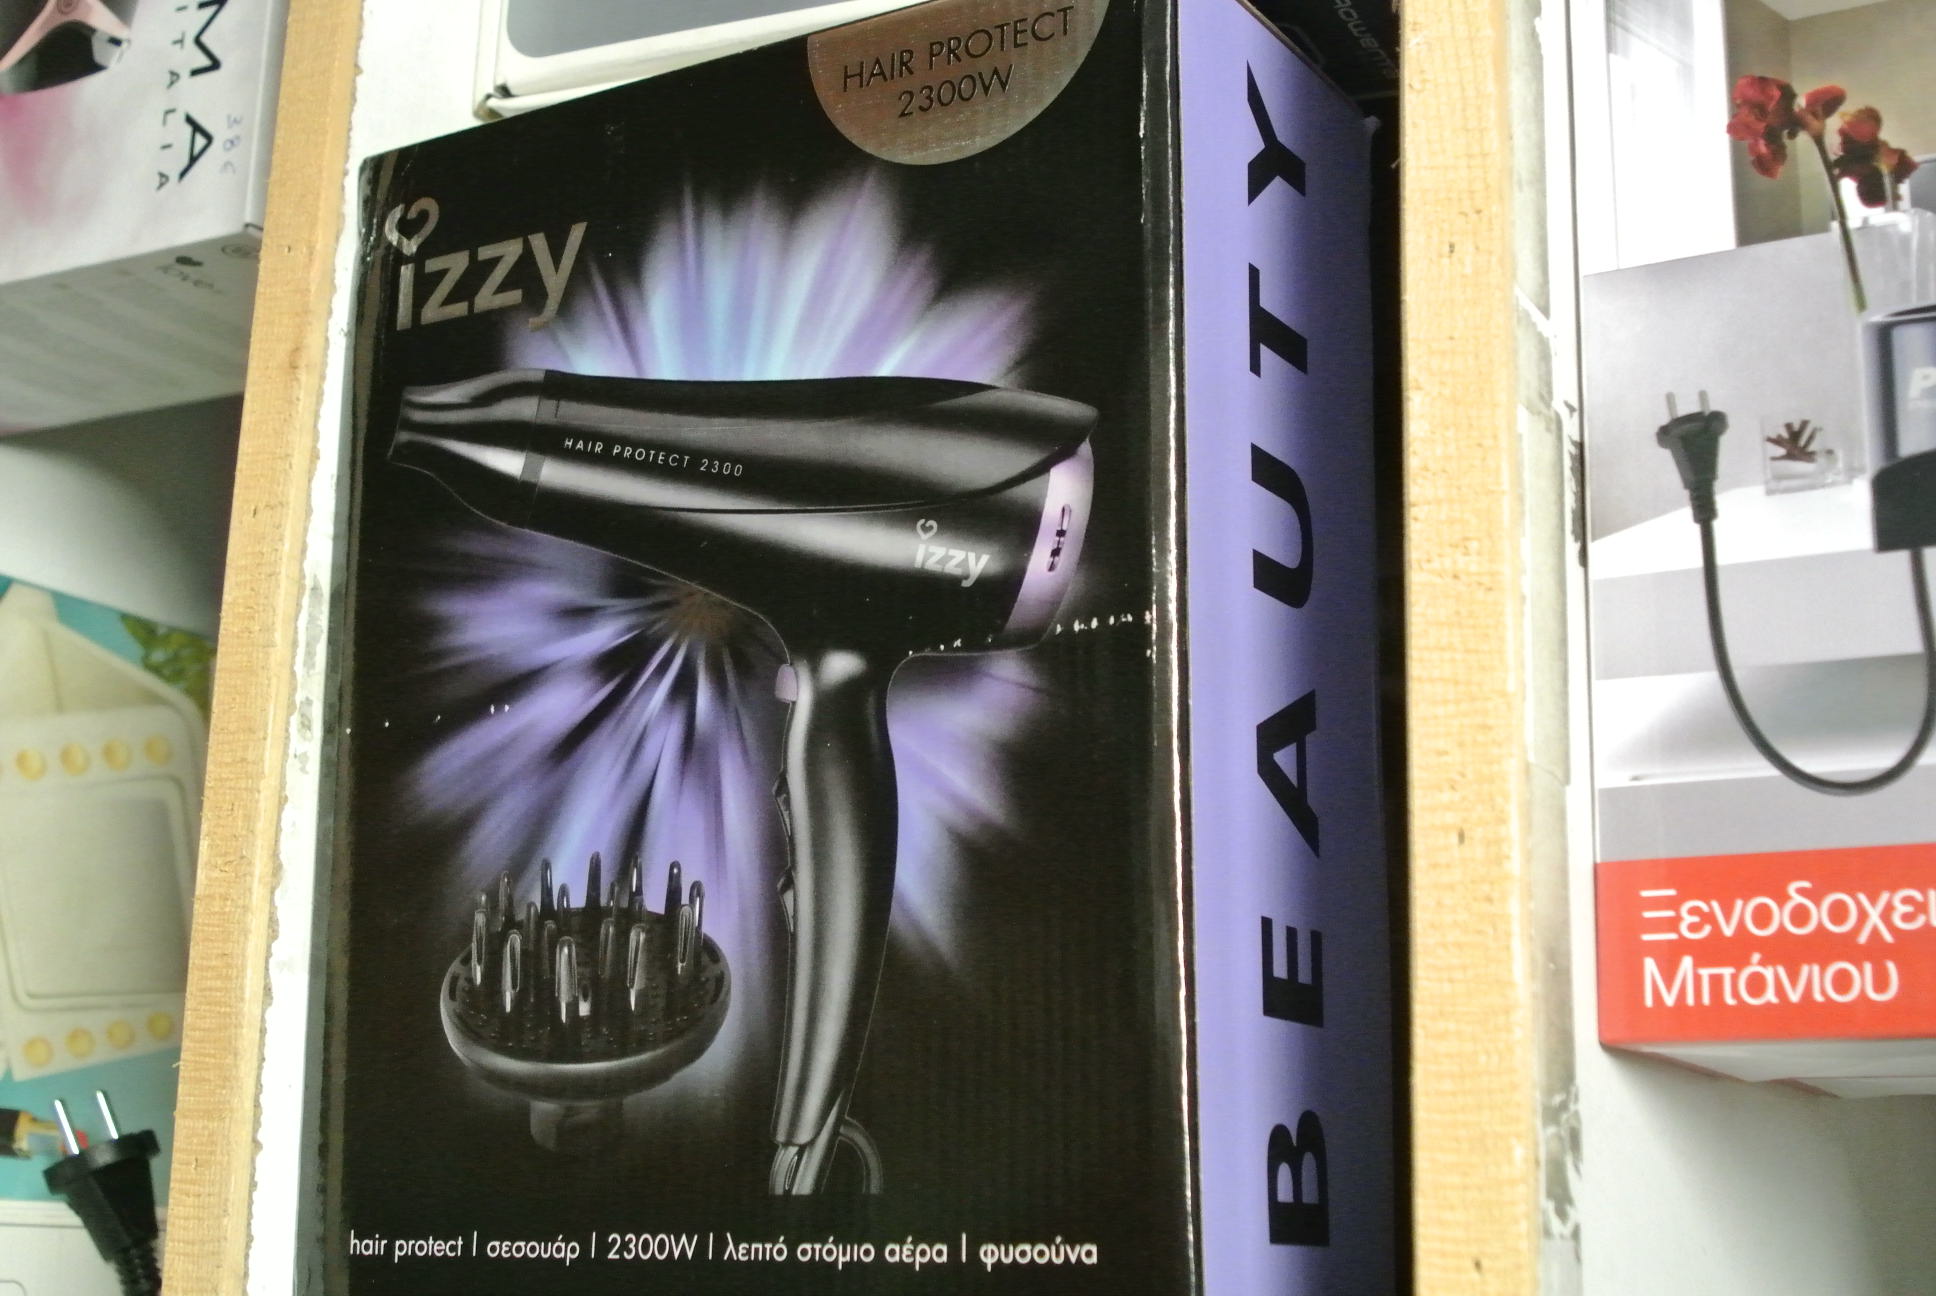 HAIR PROTECT
2300W
izzy
HAIR PROTECT 2300
izzy
hair protect | σεσουάρ | 2300W | λεπτό στόμιο αέρα | φυσούνα
BEAUTY
ITALIA
38€
Μπάνιου